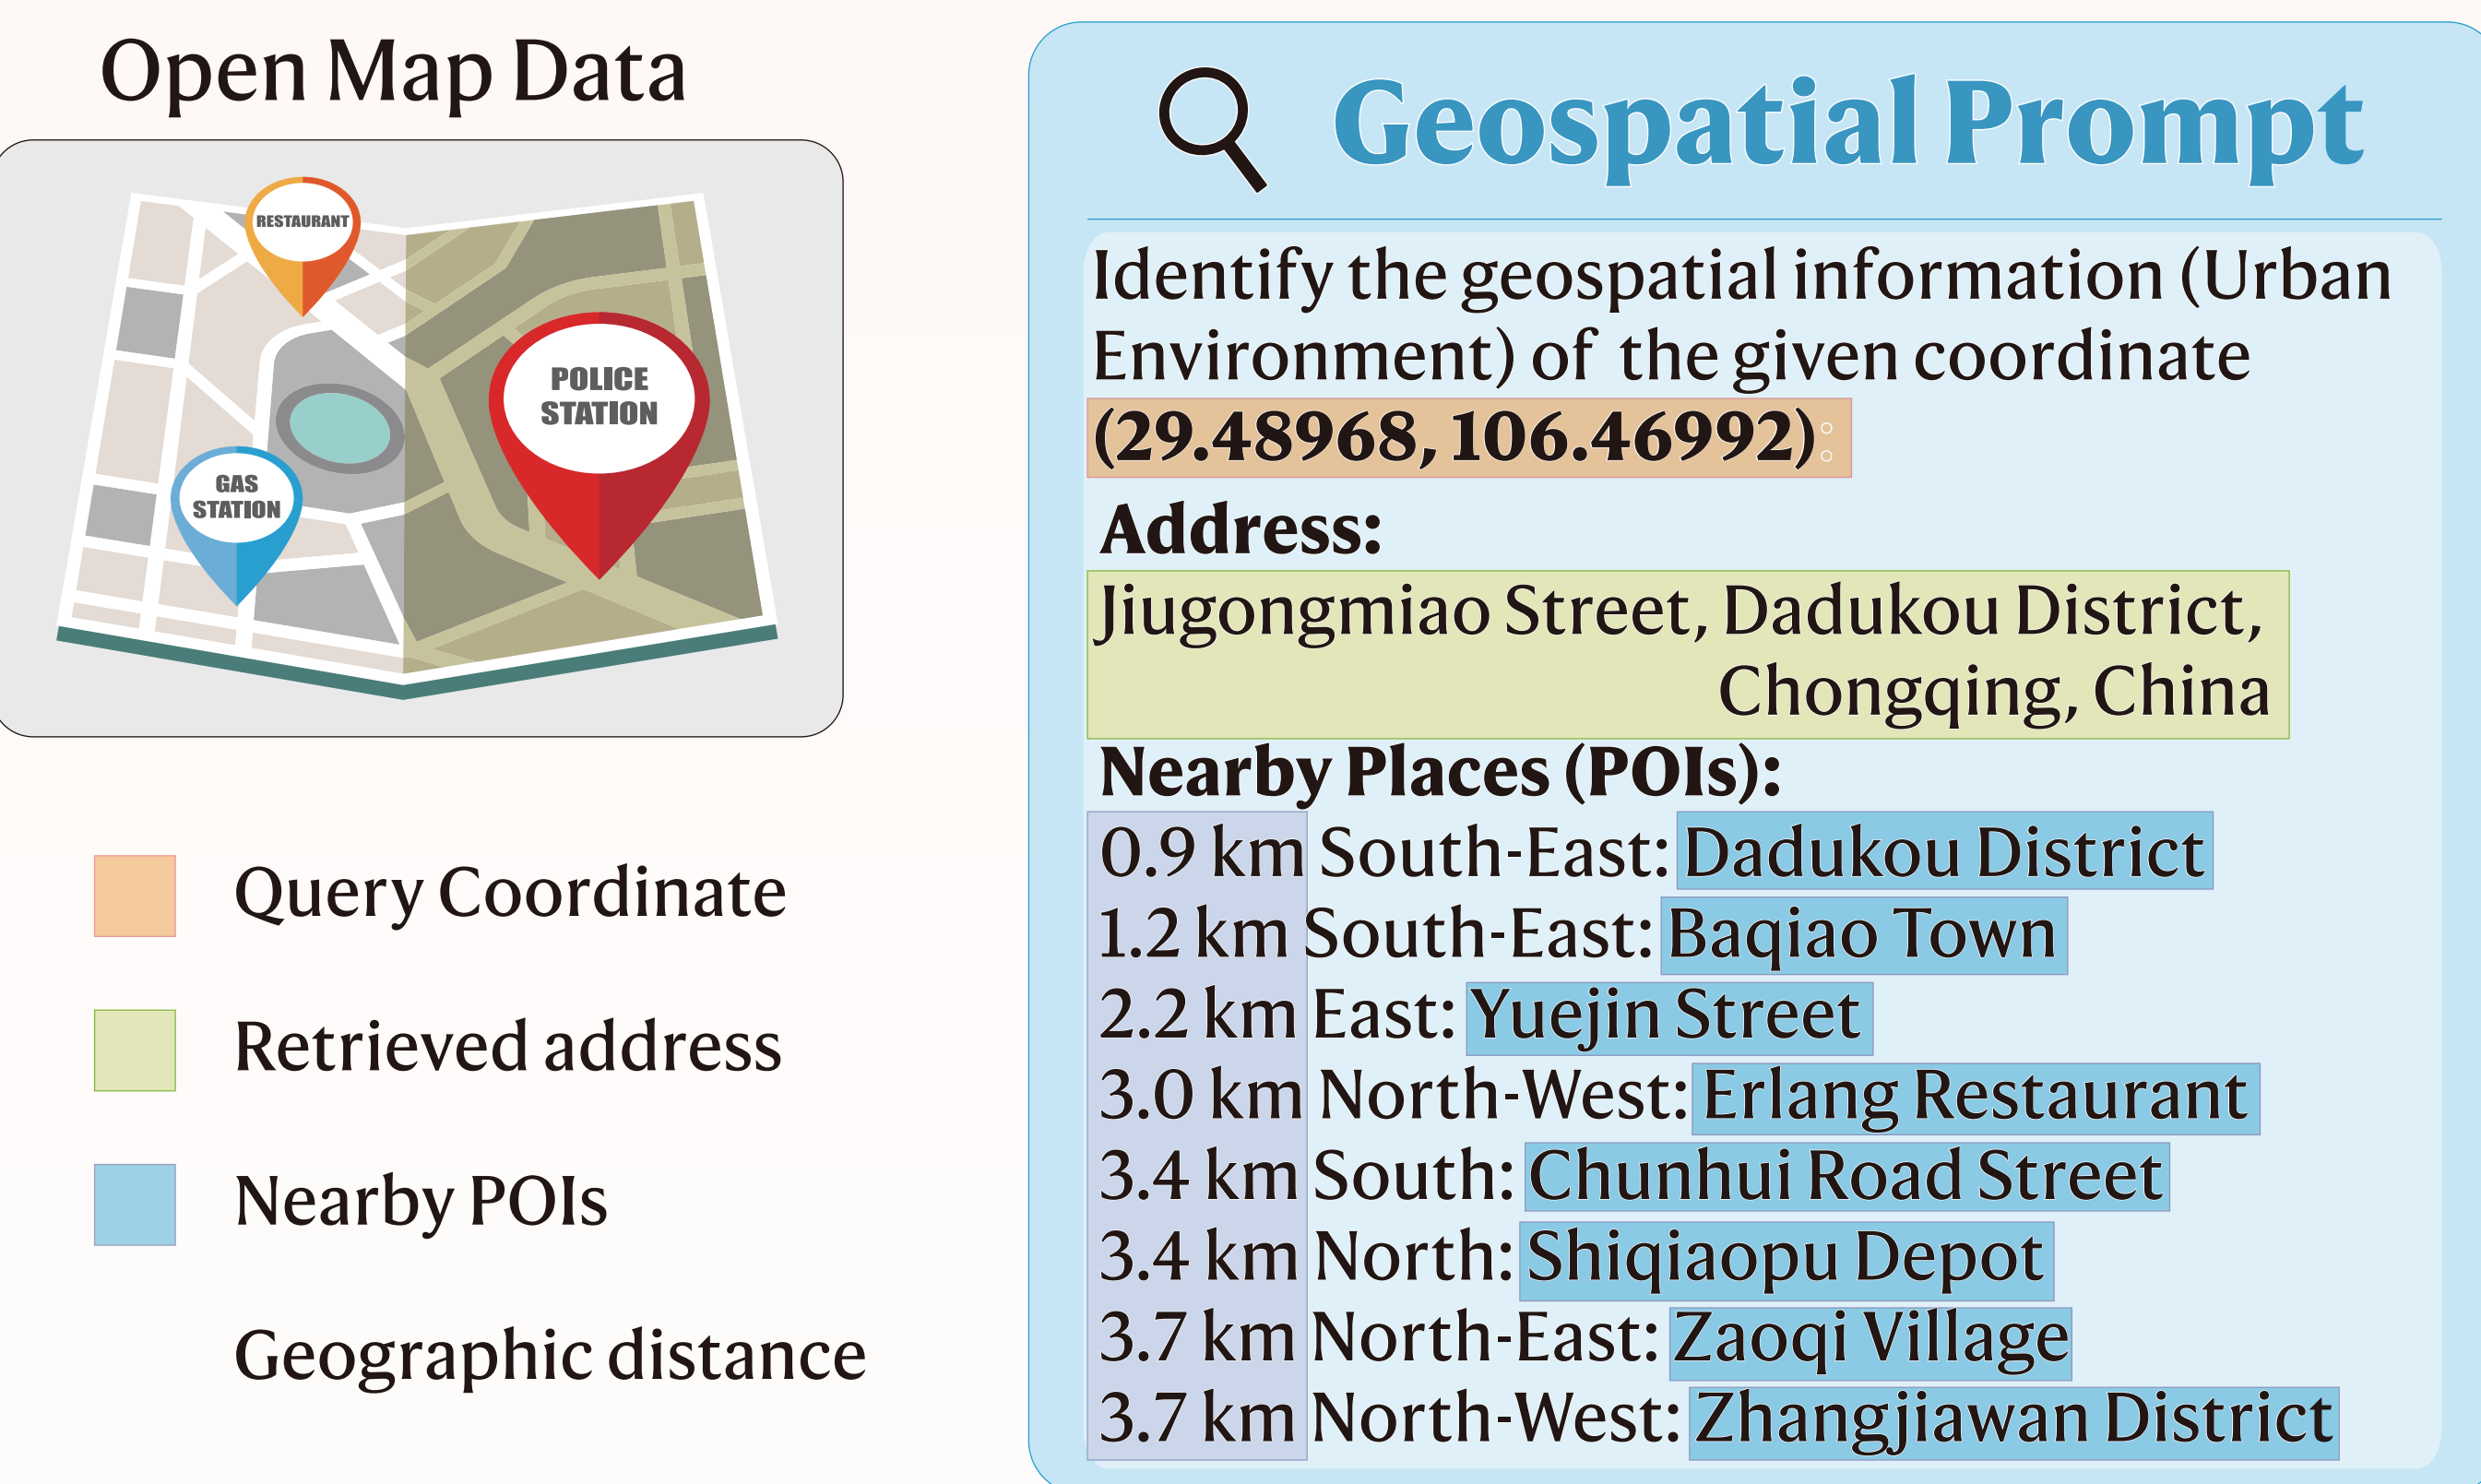 Open Map Data
RESTAURANT
POLICE
STATION
GAS
STATION
Query Coordinate
Retrieved address
Nearby POIs
Geographic distance
Geospatial Prompt
Identify the geospatial information (Urban
Environment) of the given coordinate
(29.48968, 106.46992):
Address:
Jiugongmiao Street, Dadukou District,
Chongqing, China
Nearby Places (POIs):
0.9 km South-East: Dadukou District
1.2 km South-East: Baqiao Town
2.2 km East: Yuejin Street
3.0 km North-West: Erlang Restaurant
3.4 km South: Chunhui Road Street
3.4 km North: Shiqiaopu Depot
3.7 km North-East: Zaoqi Village
3.7 km North-West: Zhangjiawan District